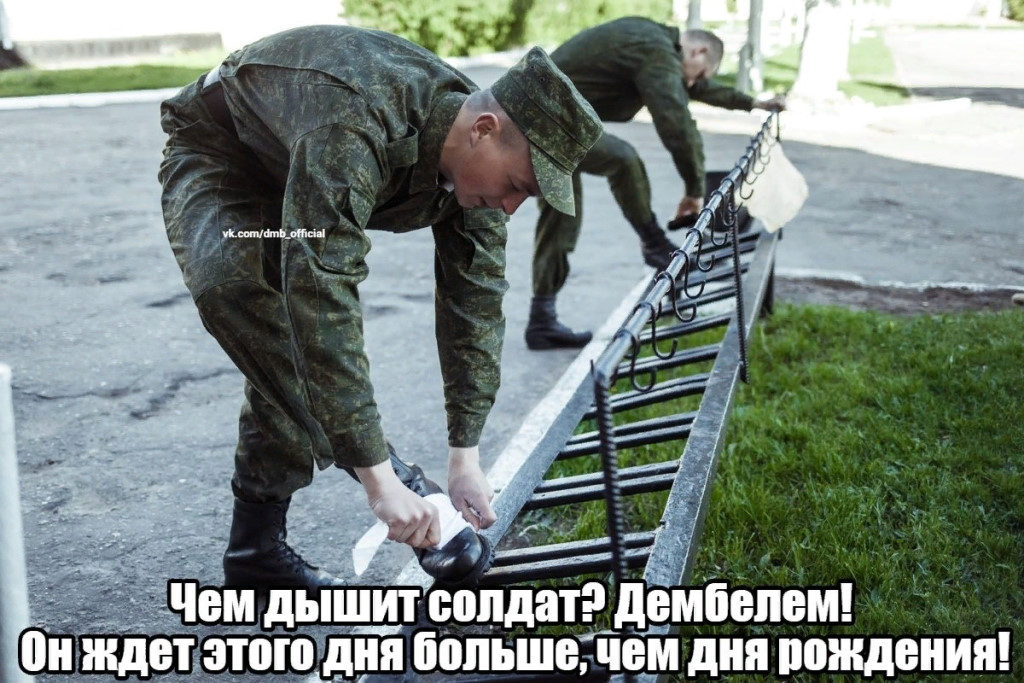 vk.com/dmb_official
Чем дышит солдат? Дембелем!
Он ждет этого дня больше, чем дня рождения!